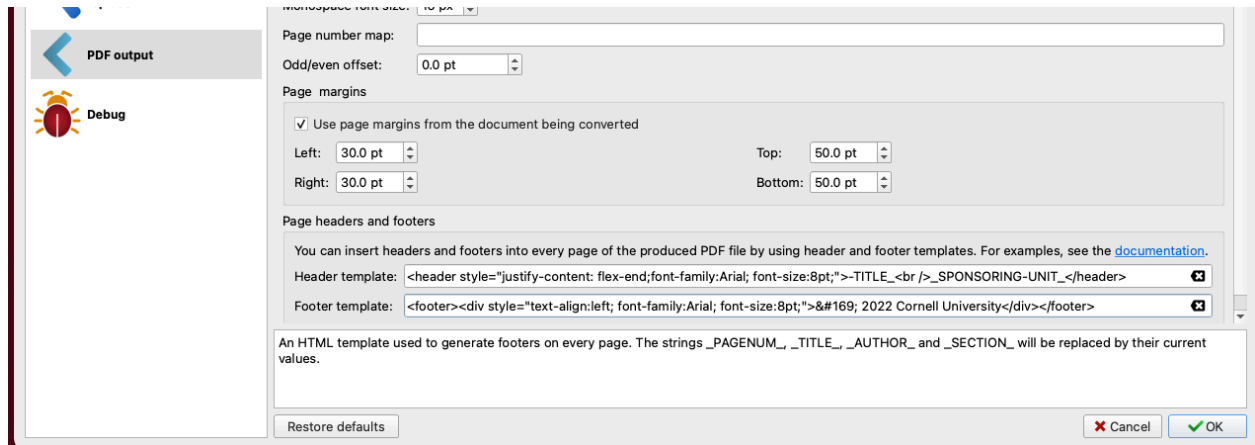 Monospace font size:
PDF output
Page number map:
Odd/even offset: 0.0 pt
Page margins
Debug
Use page margins from the document being converted
Left: 30.0 pt Top: 50.0 pt
Right: 30.0 pt Bottom: 50.0 pt
Page headers and footers
You can insert headers and footers into every page of the produced PDF file by using header and footer templates. For examples, see the documentation.
Header template: <header style="justify-content: flex-end;font-family:Arial; font-size:8pt;">-TITLE_<br />_SPONSORING-UNIT_</header>
Footer template: <footer><div style="text-align:left; font-family:Arial; font-size:8pt;">&#169; 2022 Cornell University</div></footer>
An HTML template used to generate footers on every page. The strings _PAGENUM_, _TITLE_, _AUTHOR_ and _SECTION_ will be replaced by their current
values.
Restore defaults Cancel OK